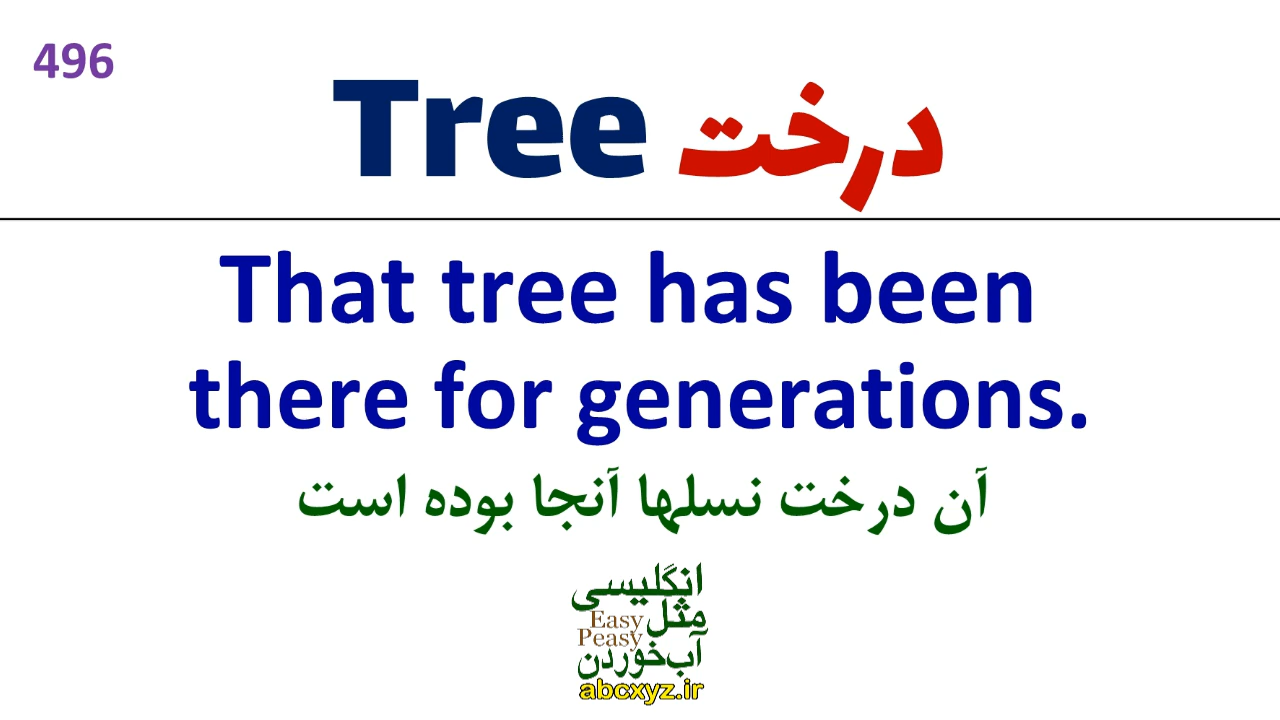 496
Tree درخت
That tree has been
there for generations.
آن درخت نسلها آنجا بوده است
انگلیسی
مثل
Easy
Peasy
آب‌خوردن
abcxyz.ir